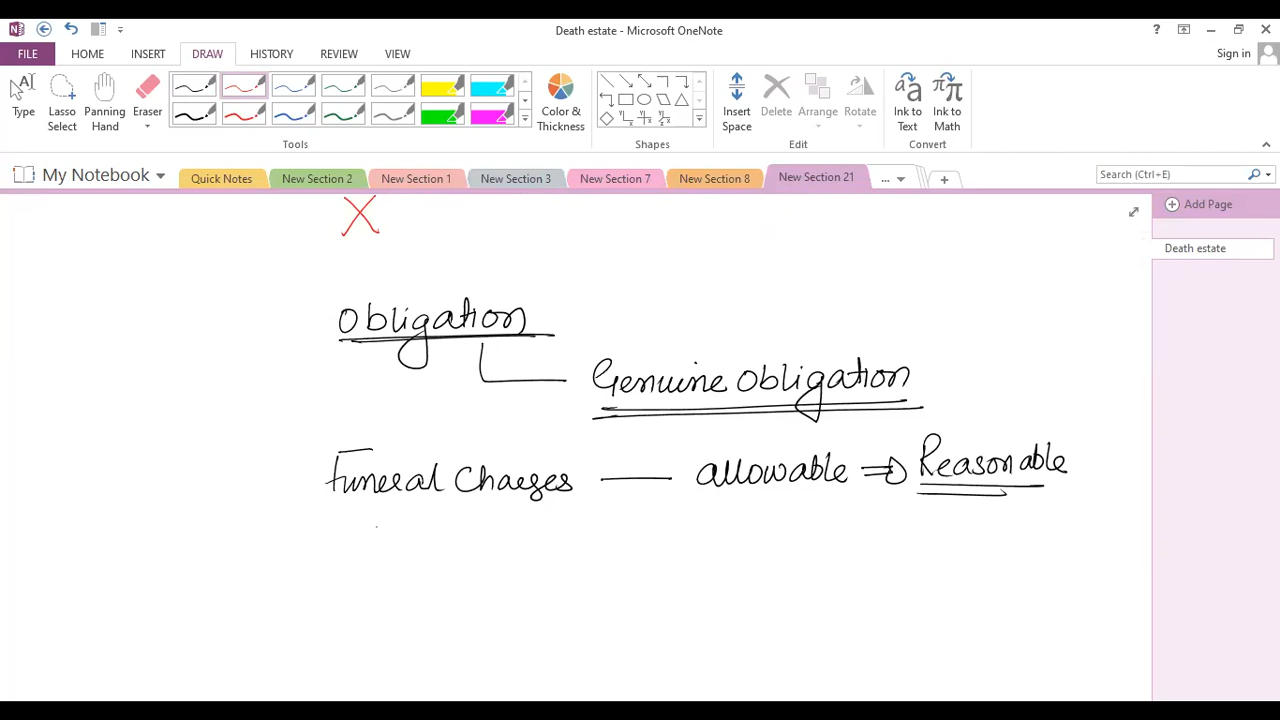 Death estate - Microsoft OneNote
?
FILE HOME INSERT DRAW HISTORY REVIEW VIEW
Sign in
Type
Lasso Select
Panning Hand
Eraser
Color & Thickness
Insert Space
Delete
Arrange
Rotate
Ink to Text
Ink to Math
Tools
Shapes
Edit
Convert
My Notebook
Quick Notes
New Section 2
New Section 1
New Section 3
New Section 7
New Section 8
New Section 21
...
Search (Ctrl+E)
Add Page
Death estate
X
Obligation
Genuine Obligation
Funeral Charges — allowable ⇒ Reasonable